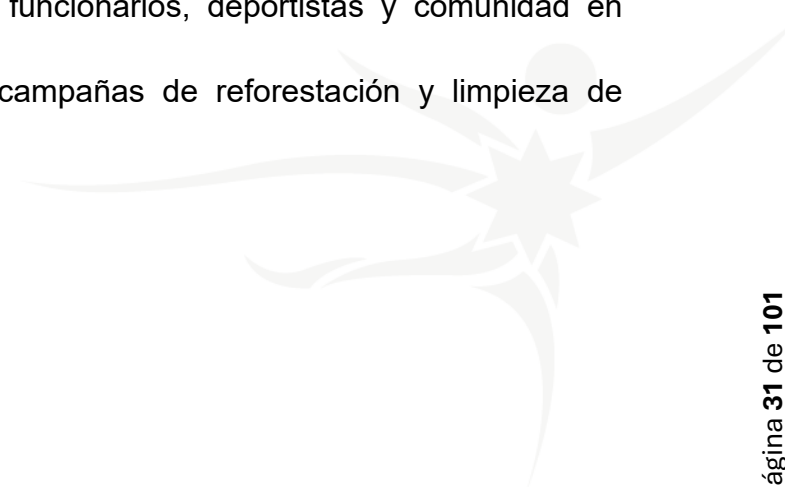 funcionarios, deportistas y comunidad en
campañas de reforestación y limpieza de
ágina 31 de 101